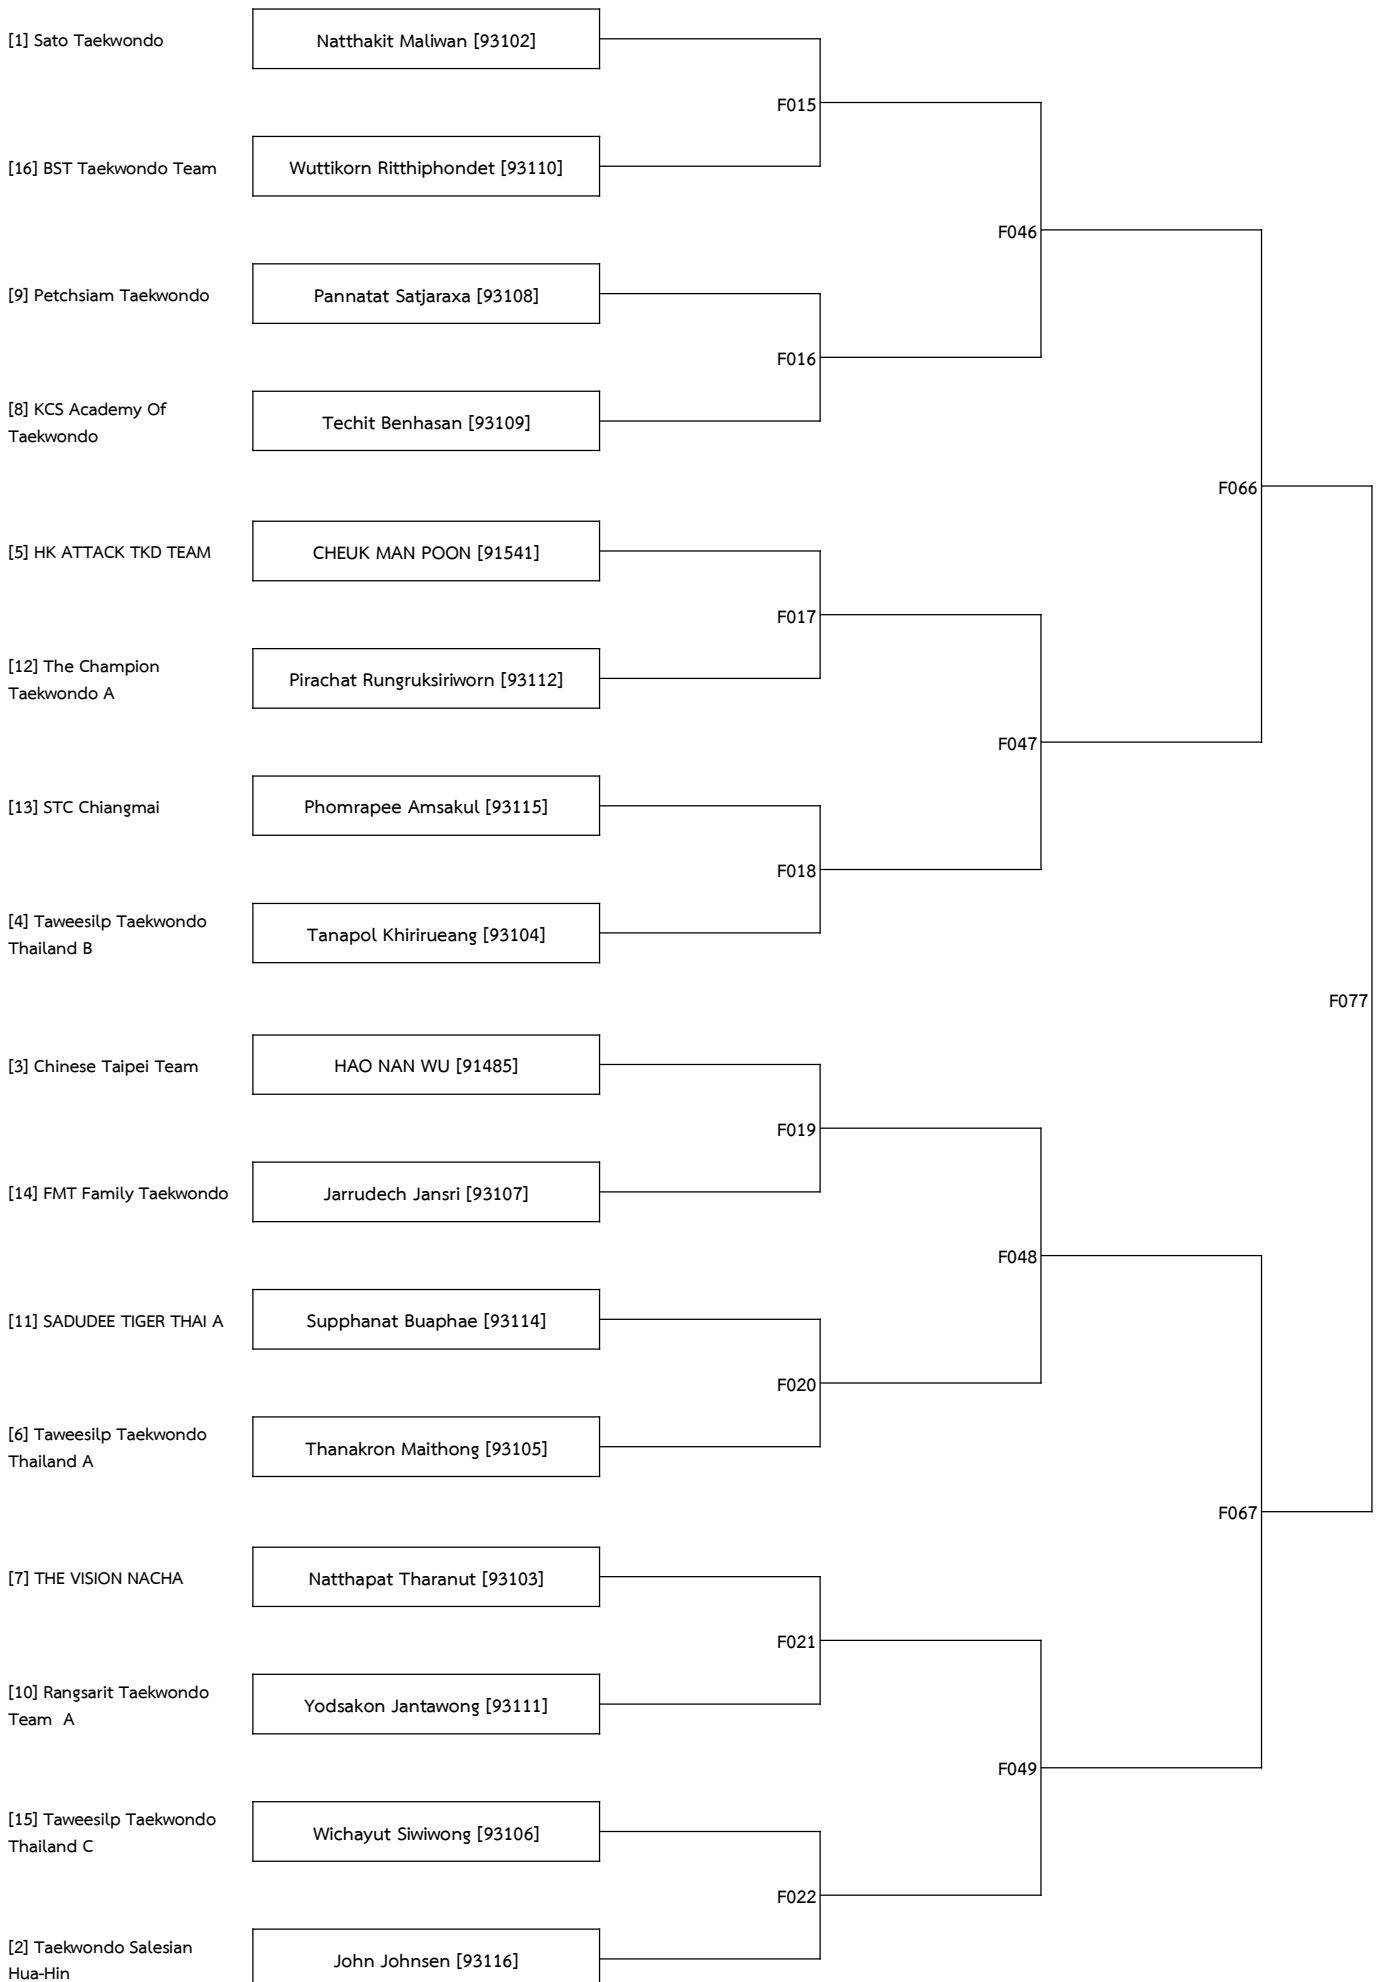 [1] Sato Taekwondo
Natthakit Maliwan [93102]
F015
[16] BST Taekwondo Team
Wuttikorn Ritthiphondet [93110]
F046
[9] Petchsiam Taekwondo
Pannatat Satjaraxa [93108]
F016
[8] KCS Academy Of
Taekwondo
Techit Benhasan [93109]
F066
[5] HK ATTACK TKD TEAM
CHEUK MAN POON [91541]
F017
[12] The Champion
Taekwondo A
Pirachat Rungruksiriworn [93112]
F047
[13] STC Chiangmai
Phomrapee Amsakul [93115]
F018
[4] Taweesilp Taekwondo
Thailand B
Tanapol Khirirueang [93104]
F077
[3] Chinese Taipei Team
HAO NAN WU [91485]
F019
[14] FMT Family Taekwondo
Jarrudech Jansri [93107]
F048
[11] SADUDEE TIGER THAI A
Supphanat Buaphae [93114]
F020
[6] Taweesilp Taekwondo
Thailand A
Thanakron Maithong [93105]
F067
[7] THE VISION NACHA
Natthapat Tharanut [93103]
F021
[10] Rangsarit Taekwondo
Team  A
Yodsakon Jantawong [93111]
F049
[15] Taweesilp Taekwondo
Thailand C
Wichayut Siwiwong [93106]
F022
[2] Taekwondo Salesian
Hua-Hin
John Johnsen [93116]